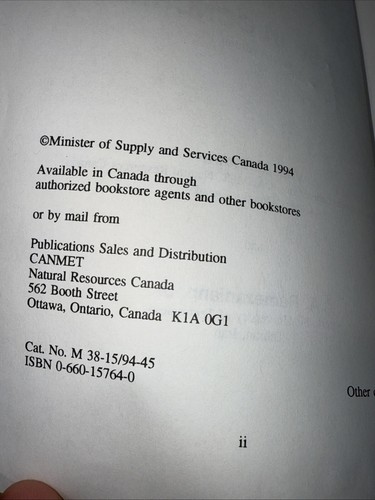 ©Minister of Supply and Services Canada 1994
Available in Canada through
authorized bookstore agents and other bookstores
or by mail from
Publications Sales and Distribution
CANMET
Natural Resources Canada
562 Booth Street
Ottawa, Ontario, Canada K1A 0G1
Cat. No. M 38-15/94-45
ISBN 0-660-15764-0
Other
ii